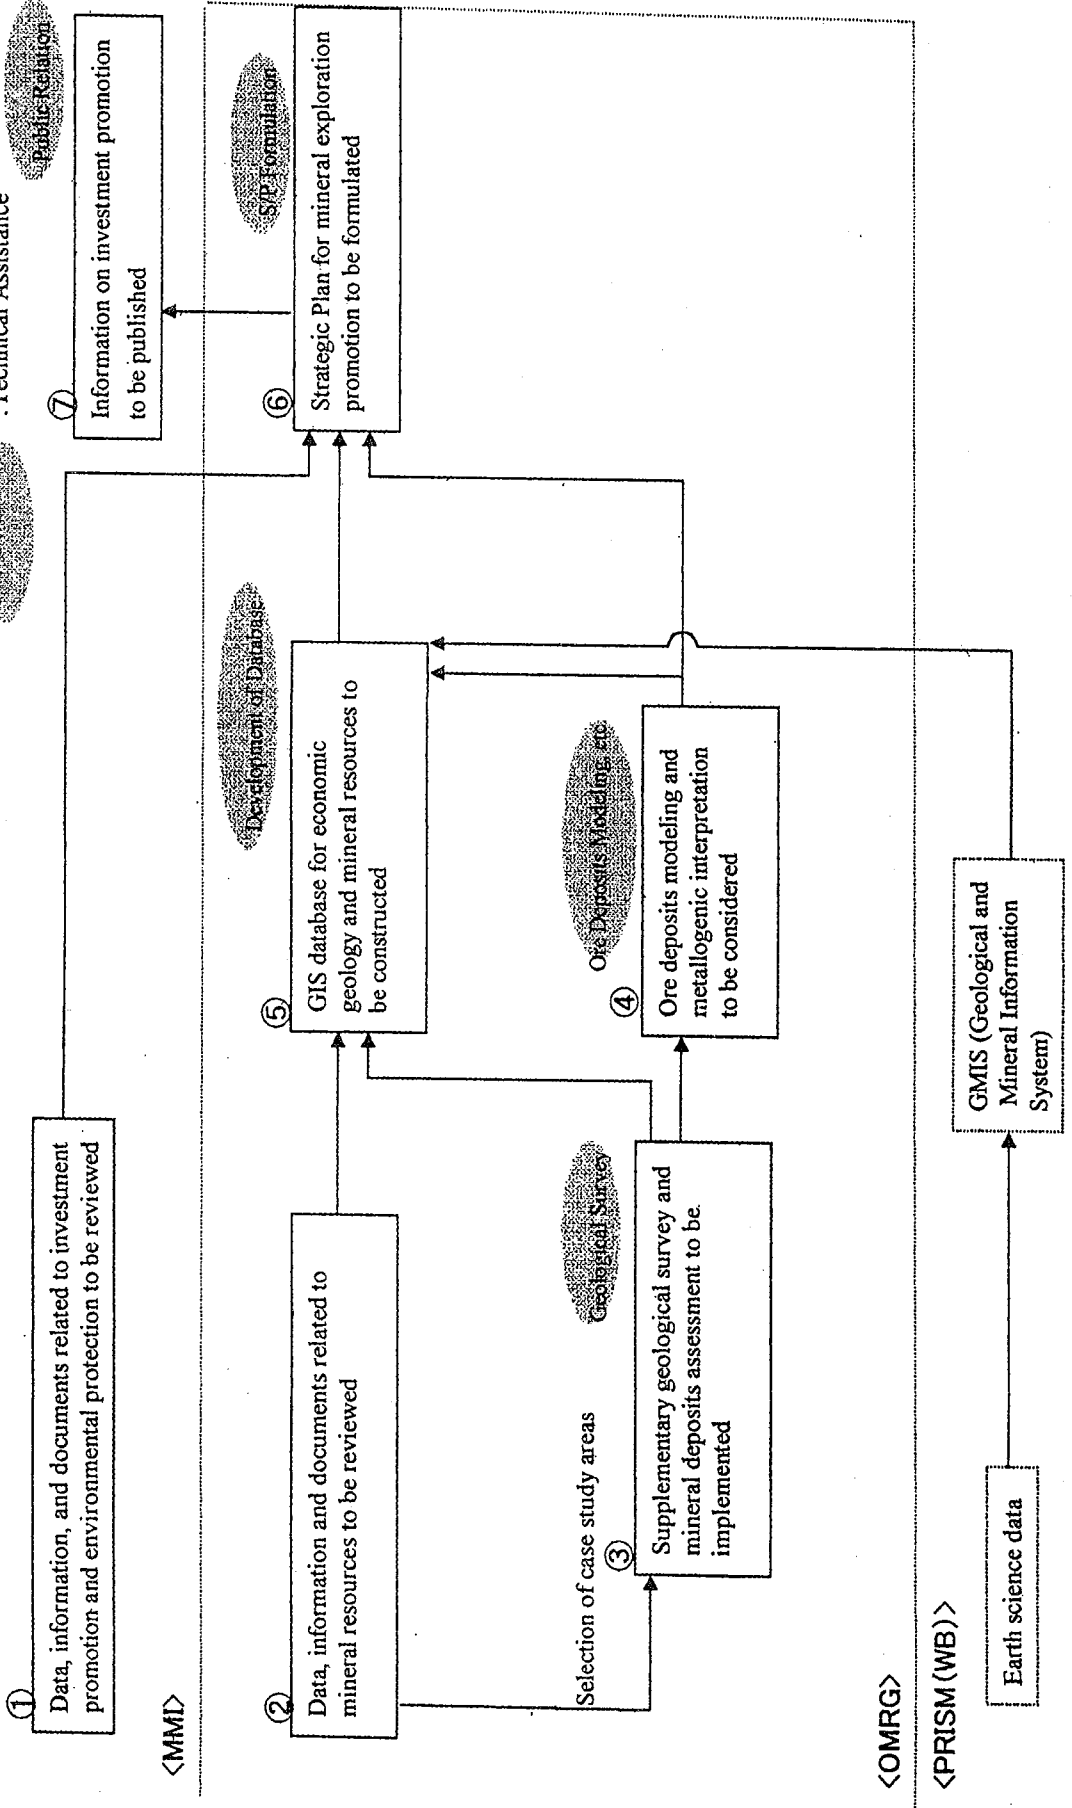 : Technical Assistance
Public Relation
①
Data, information, and documents related to investment
promotion and environmental protection to be reviewed
⑦
Information on investment promotion
to be published
<MMI>
②
Data, information and documents related to
mineral resources to be reviewed
Development of Database
⑤
GIS database for economic
geology and mineral resources to
be constructed
S/P Formulation
⑥
Strategic Plan for mineral exploration
promotion to be formulated
Selection of case study areas
Geological Survey
③
Supplementary geological survey and
mineral deposits assessment to be
implemented
Ore Deposits Modeling, etc.
④
Ore deposits modeling and
metallogenic interpretation
to be considered
<OMRG>
<PRISM (WB)>
Earth science data
GMIS (Geological and
Mineral Information
System)